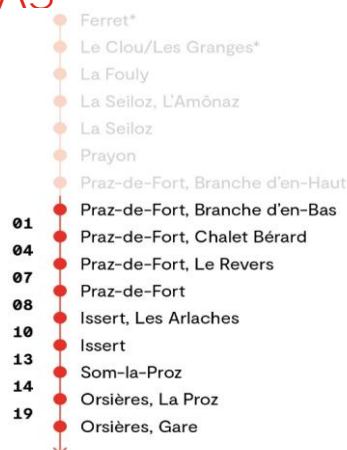 Ferret*
Le Clou/Les Granges*
La Fouly
La Seiloz, L'Amônaz
La Seiloz
Prayon
Praz-de-Fort, Branche d'en-Haut
Praz-de-Fort, Branche d'en-Bas
01
Praz-de-Fort, Chalet Bérard
04
Praz-de-Fort, Le Revers
07
Praz-de-Fort
08
Issert, Les Arlaches
10
Issert
13
Som-la-Proz
14
Orsières, La Proz
19
Orsières, Gare